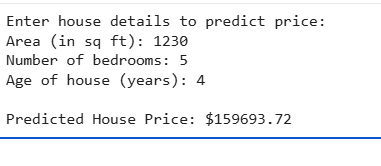 Enter house details to predict price:
Area (in sq ft): 1230
Number of bedrooms: 5
Age of house (years): 4
Predicted House Price: $159693.72